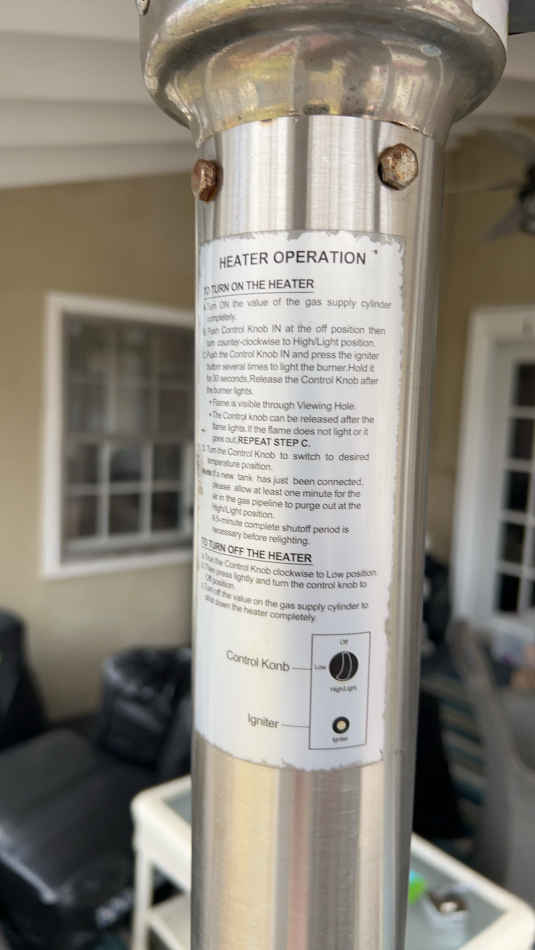 HEATER OPERATION
TO TURN ON THE HEATER
A. Turn ON the value of the gas supply cylinder
completely.
Push Control Knob IN at the off position then
turn counter-clockwise to High/Light position.
C. Push the Control Knob IN and press the igniter
button several times to light the burner.Hold it
for 30 seconds.Release the Control Knob after
the burner lights.
• Flame is visible through Viewing Hole.
• The Control knob can be released after the
flame lights.If the flame does not light or it
goes out,REPEAT STEP C.
Turn the Control Knob to switch to desired
temperature position.
If a new tank has just been connected,
please allow at least one minute for the
air in the gas pipeline to purge out at the
High/Light position.
A 5-minute complete shutoff period is
necessary before relighting.
TO TURN OFF THE HEATER
Turn the Control Knob clockwise to Low position.
Then press lightly and turn the control knob to
Off position.
Turn off the value on the gas supply cylinder to
shut down the heater completely.
Off
Control Konb
Low
High/Light
Igniter
Igniter